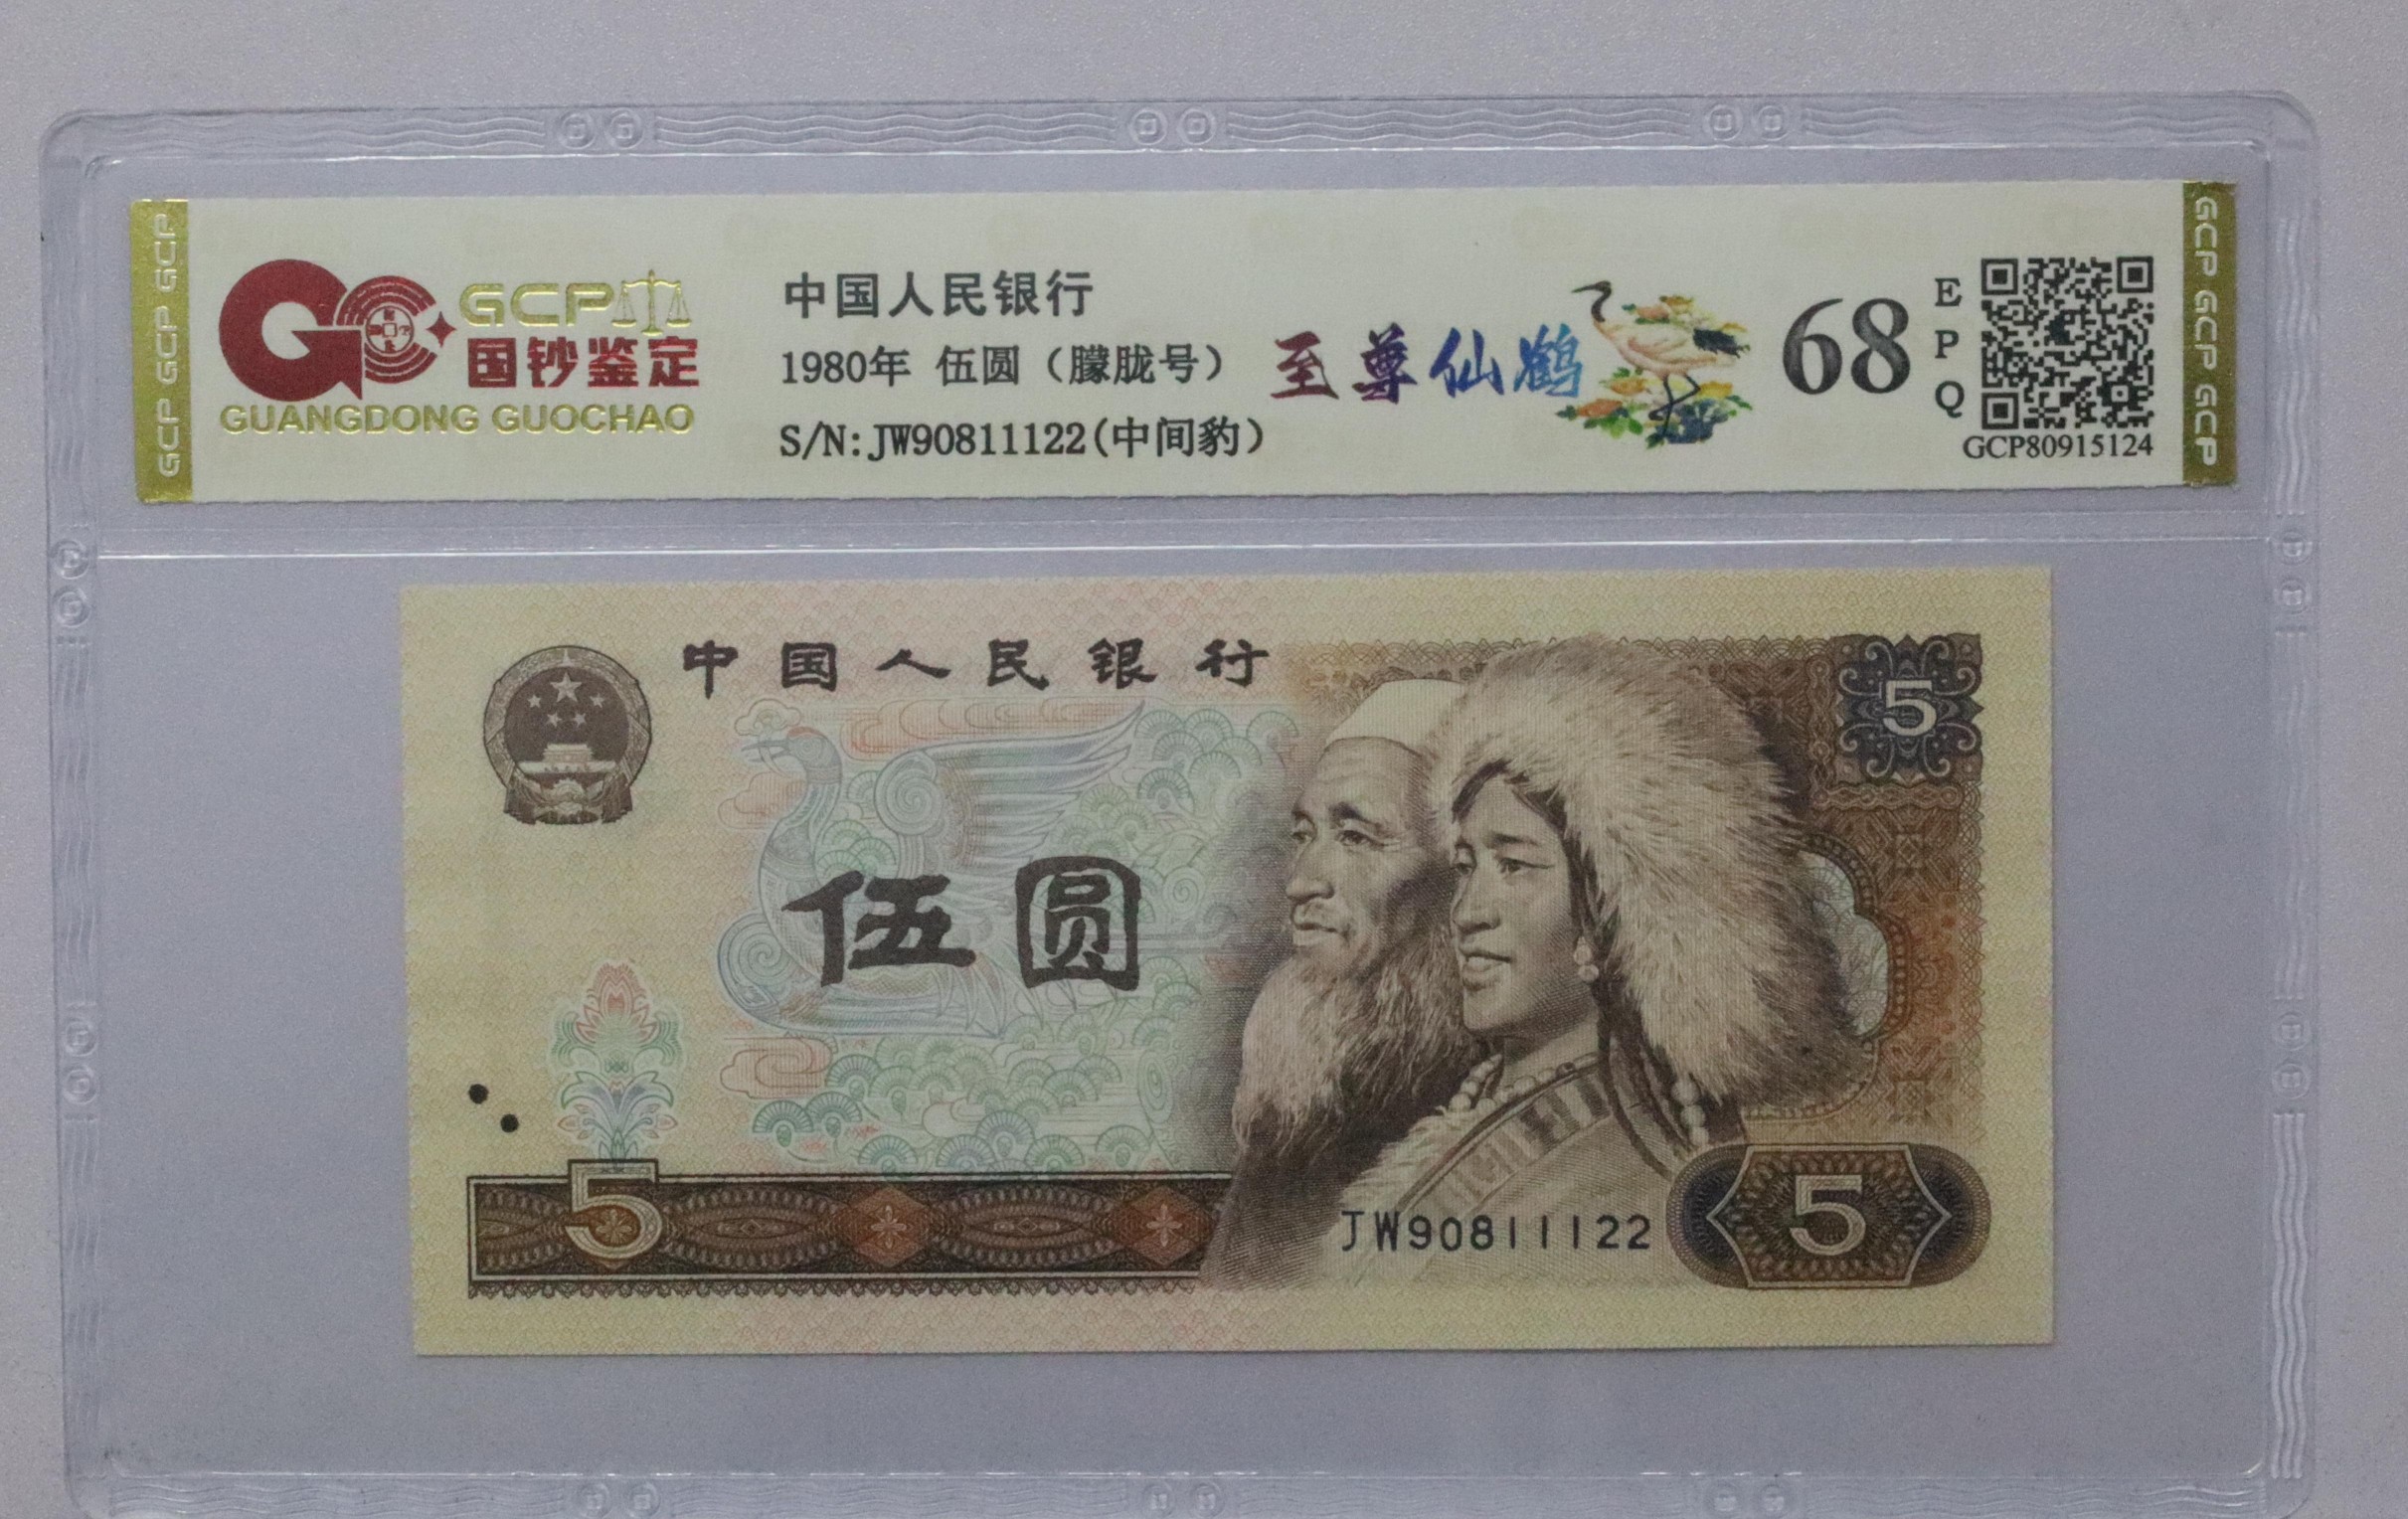 GCP GCP GCP
GCP
国钞鉴定
GUANGDONG GUOCHAO
中国人民银行
1980年 伍圆（朦胧号）
S/N:JW90811122(中间豹）
至尊仙鹤
68
EPQ
GCP80915124
GCP GCP GCP
中国人民银行
5
伍圆
5
JW90811122
5